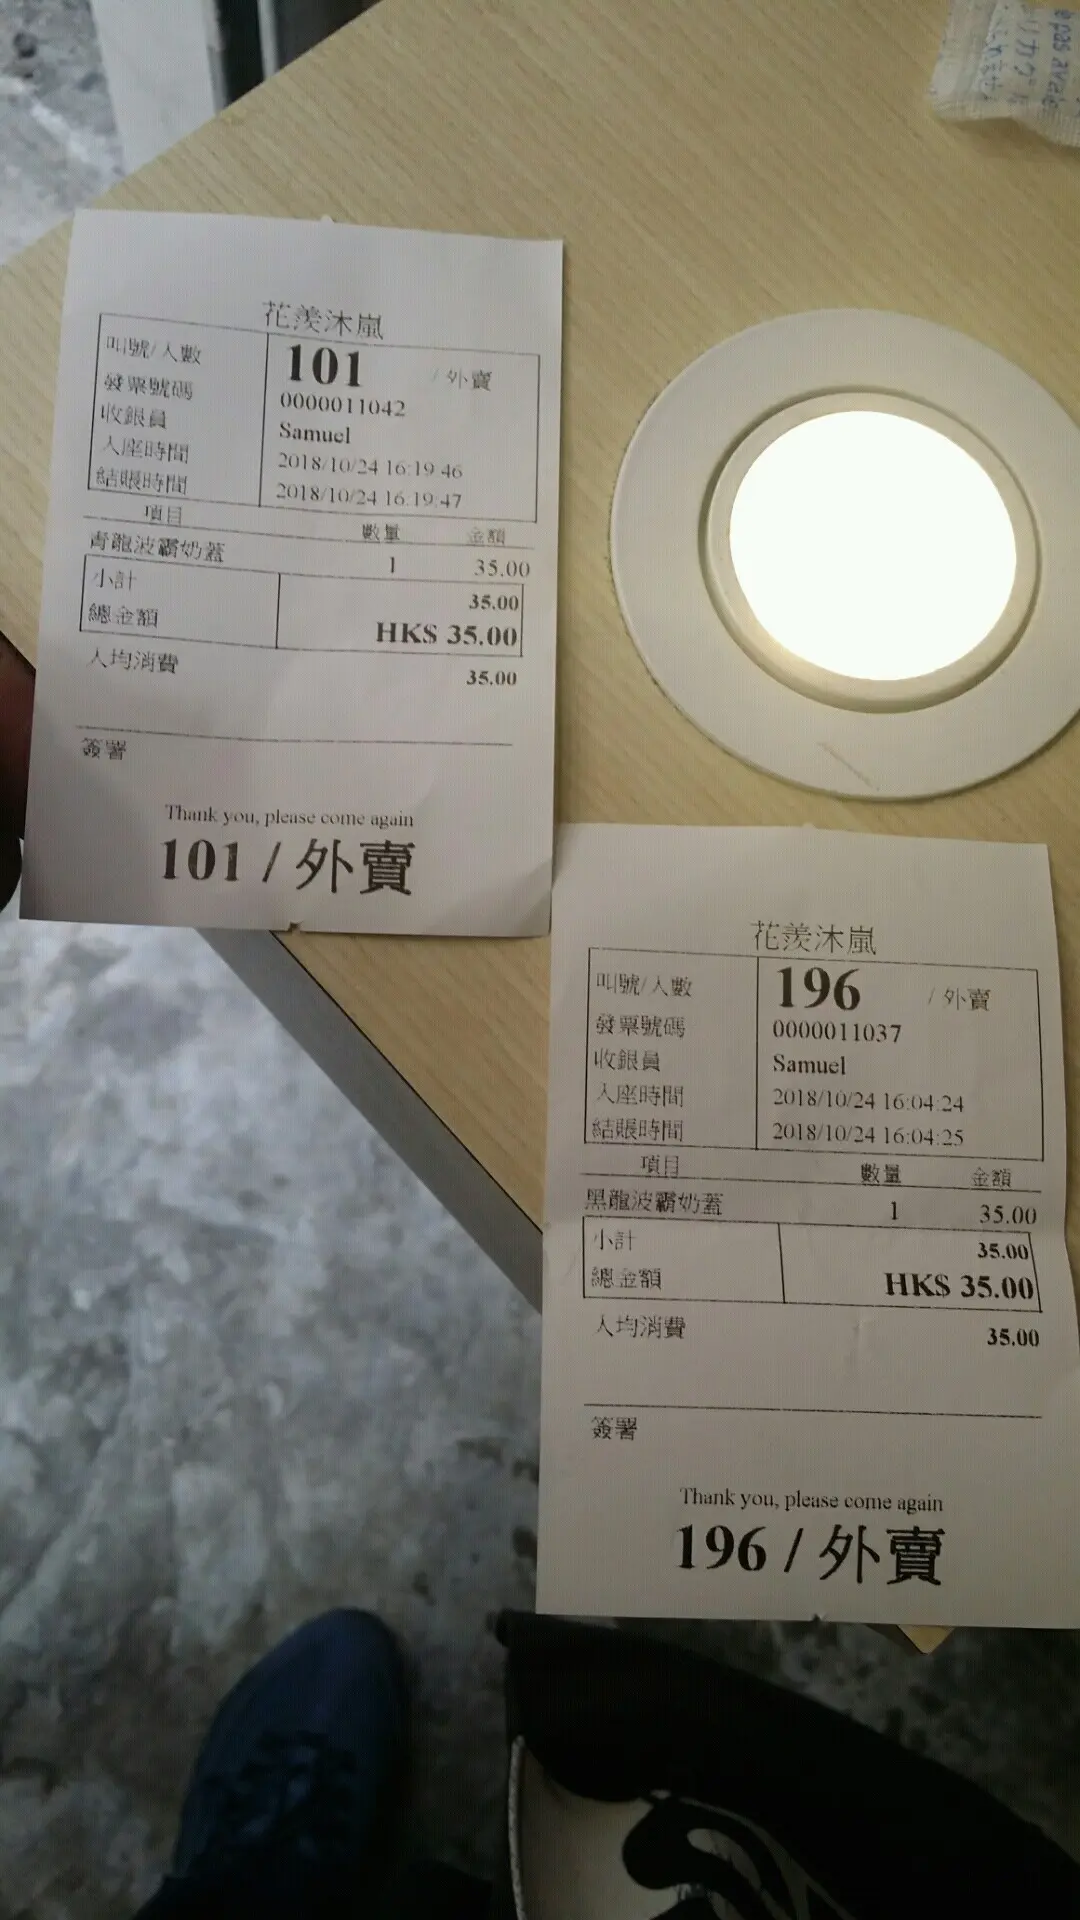 花羨沐嵐
叫號/人數 101 / 外賣
發票號碼 0000011042
收銀員 Samuel
入座時間 2018/10/24 16:19:46
結賬時間 2018/10/24 16:19:47
項目 數量 金額
青龍波霸奶蓋 1 35.00
小計 35.00
總金額 HK$ 35.00
人均消費 35.00
簽署
Thank you, please come again
101 / 外賣
花羨沐嵐
叫號/人數 196 / 外賣
發票號碼 0000011037
收銀員 Samuel
入座時間 2018/10/24 16:04:24
結賬時間 2018/10/24 16:04:25
項目 數量 金額
黑龍波霸奶蓋 1 35.00
小計 35.00
總金額 HK$ 35.00
人均消費 35.00
簽署
Thank you, please come again
196 / 外賣